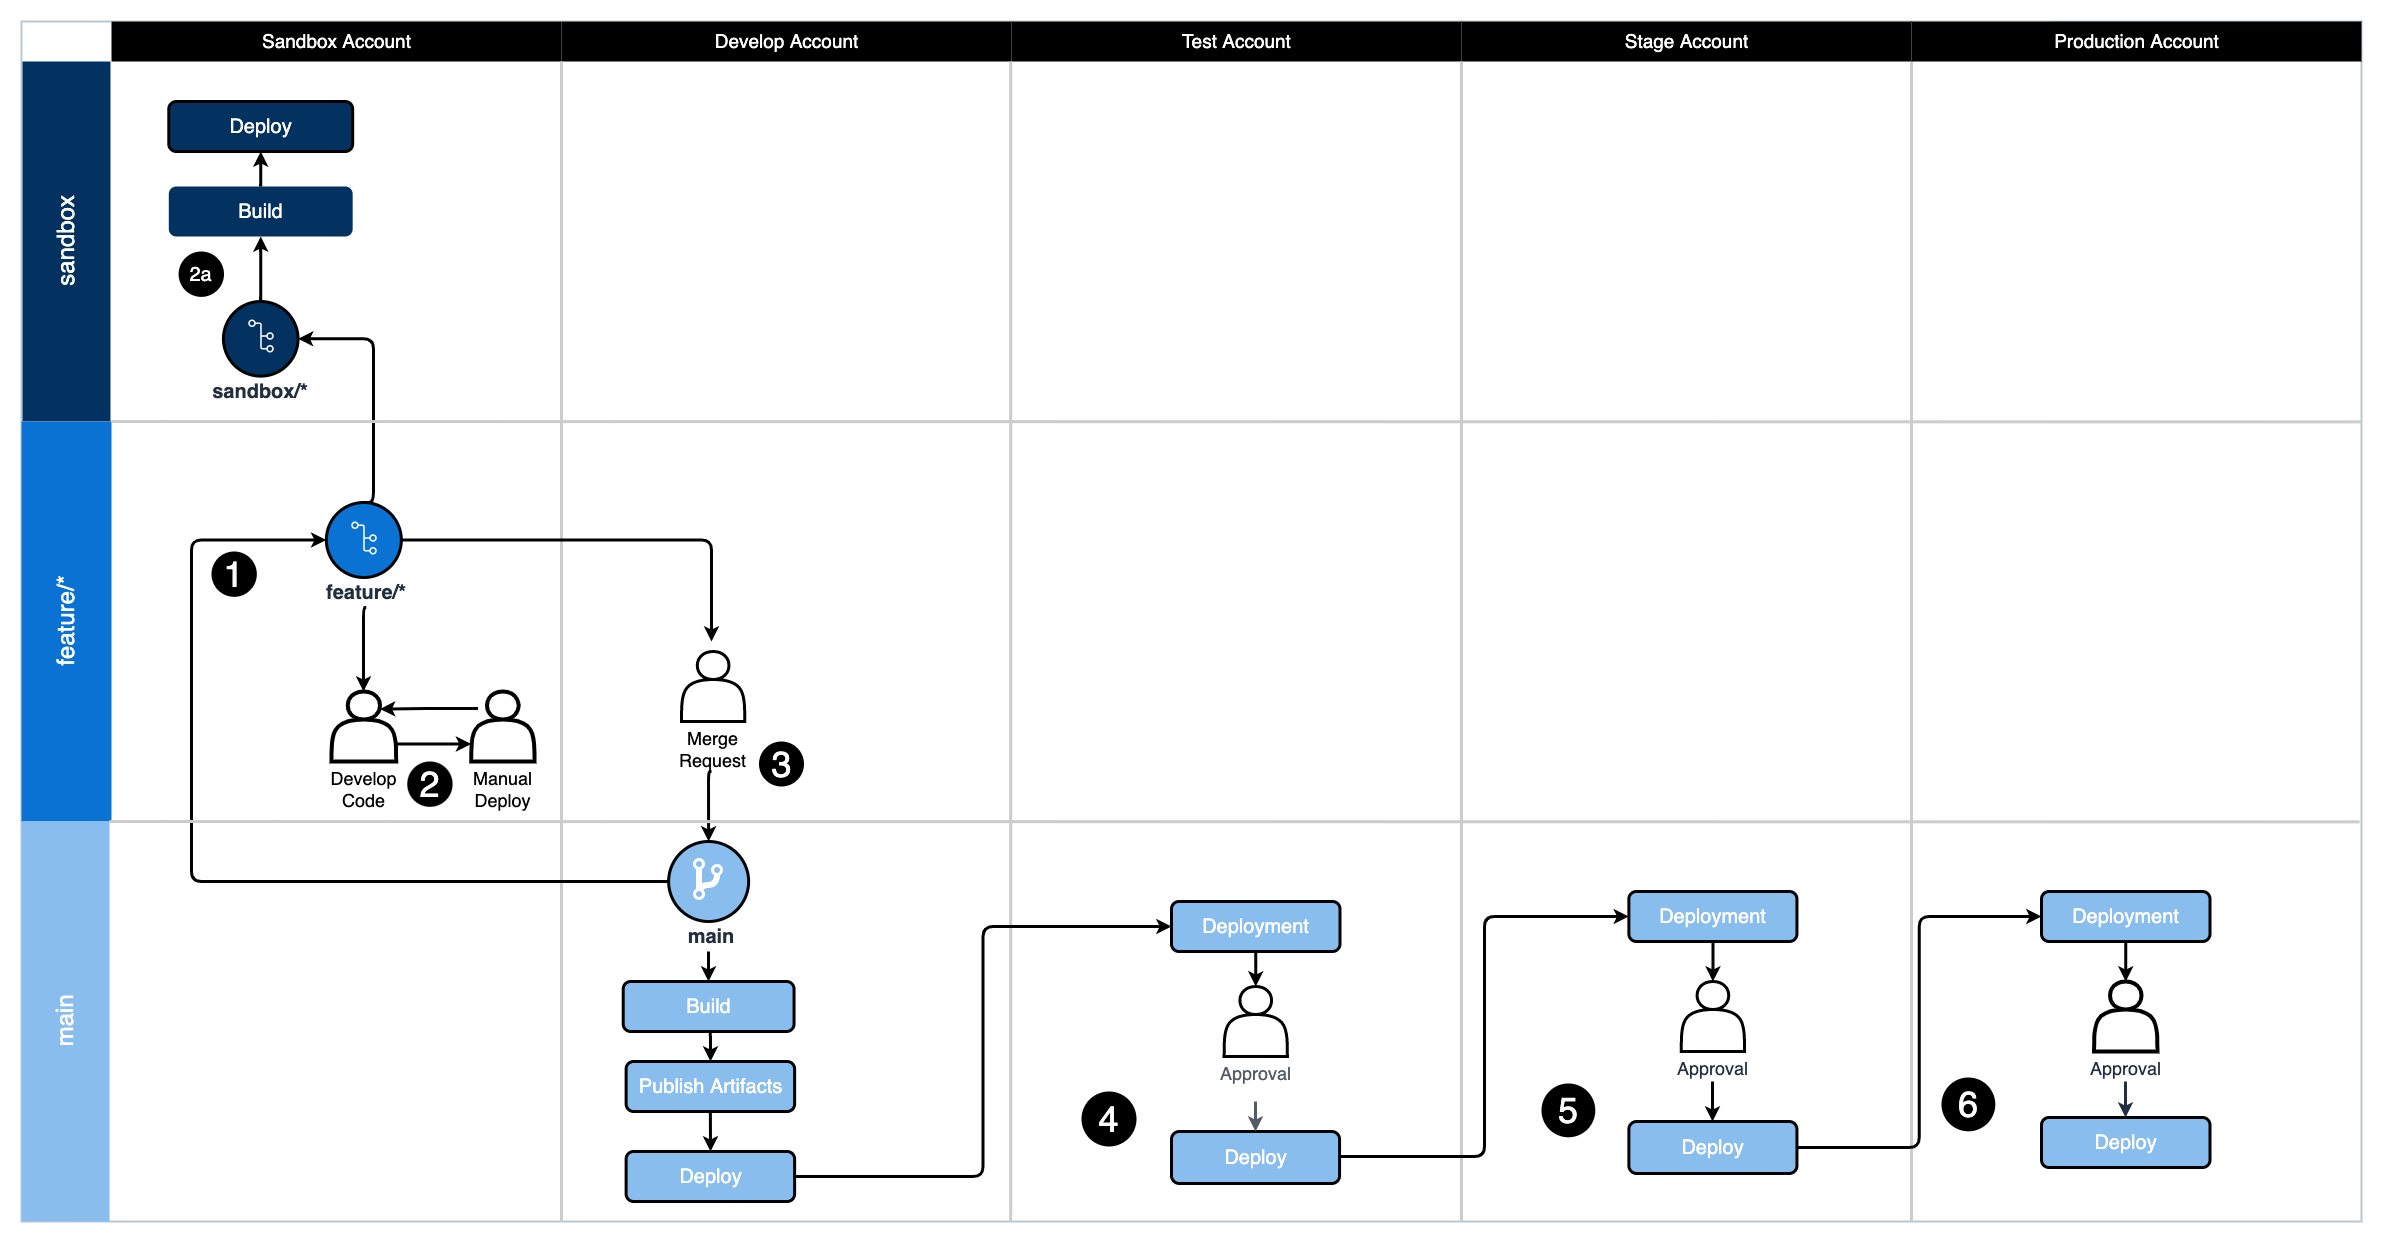 Sandbox Account
Develop Account
Test Account
Stage Account
Production Account
sandbox
Deploy
Build
2a
sandbox/*
feature/*
1
feature/*
Develop
Code
2
Manual
Deploy
Merge
Request
3
main
main
Build
Publish Artifacts
Deploy
Deployment
Approval
4
Deploy
Deployment
Approval
5
Deploy
Deployment
Approval
6
Deploy